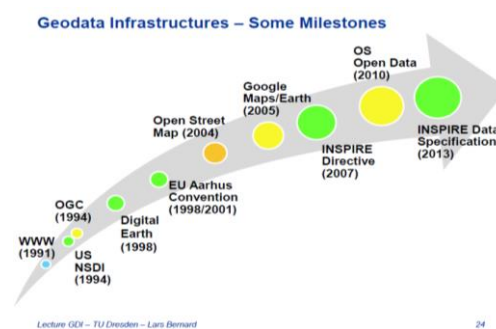 Geodata Infrastructures – Some Milestones
OS
Open Data
(2010)
Google
Maps/Earth
(2005)
Open Street
Map (2004)
INSPIRE Data
Specification
(2013)
INSPIRE
Directive
(2007)
EU Aarhus
Convention
(1998/2001)
OGC
(1994)
Digital
Earth
(1998)
WWW
(1991)
US
NSDI
(1994)
Lecture GDI – TU Dresden – Lars Bernard
24